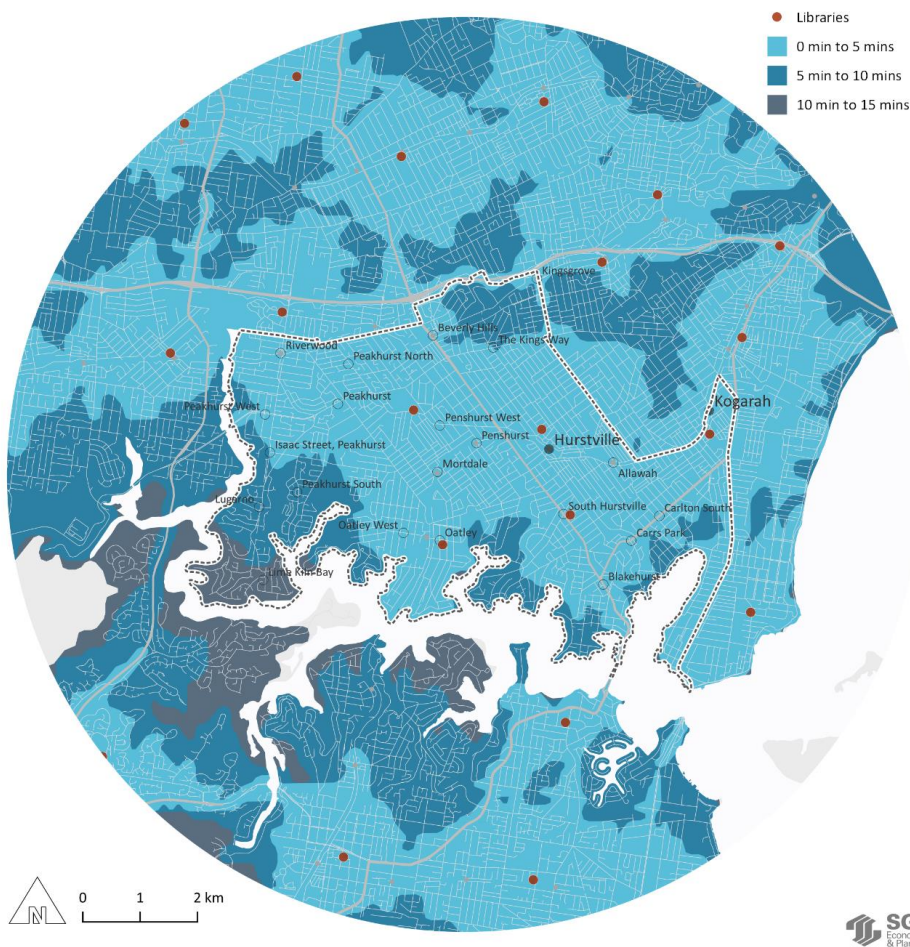 Libraries
0 min to 5 mins
5 min to 10 mins
10 min to 15 mins
Kingsgrove
Beverly Hills
The Kings Way
Riverwood
Peakhurst North
Kogarah
Peakhurst
Peakhurst West
Penshurst West
Penshurst
Hurstville
Isaac Street, Peakhurst
Mortdale
Allawah
Peakhurst South
Lugarno
South Hurstville
Carlton South
Oatley West
Oatley
Carrs Park
Lime Kiln Bay
Blakehurst
N
0 1 2 km